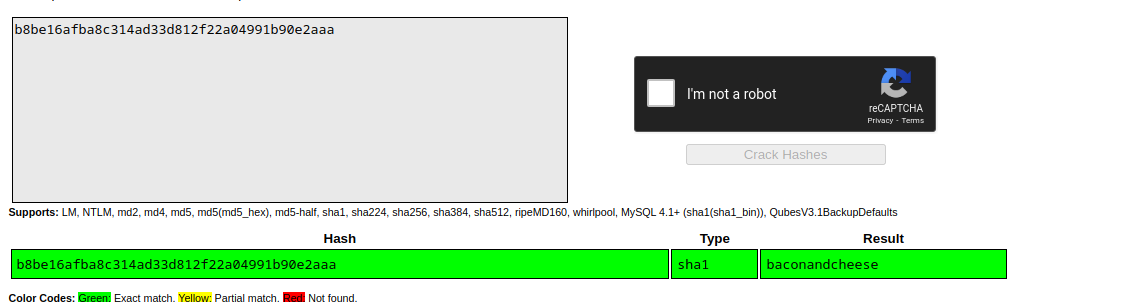 b8be16afba8c314ad33d812f22a04991b90e2aaa
I'm not a robot
reCAPTCHA
Privacy - Terms
Crack Hashes
Supports: LM, NTLM, md2, md4, md5, md5(md5_hex), md5-half, sha1, sha224, sha256, sha384, sha512, ripeMD160, whirlpool, MySQL 4.1+ (sha1(sha1_bin)), QubesV3.1BackupDefaults
Hash Type Result
b8be16afba8c314ad33d812f22a04991b90e2aaa sha1 baconandcheese
Color Codes: Green: Exact match. Yellow: Partial match. Red: Not found.